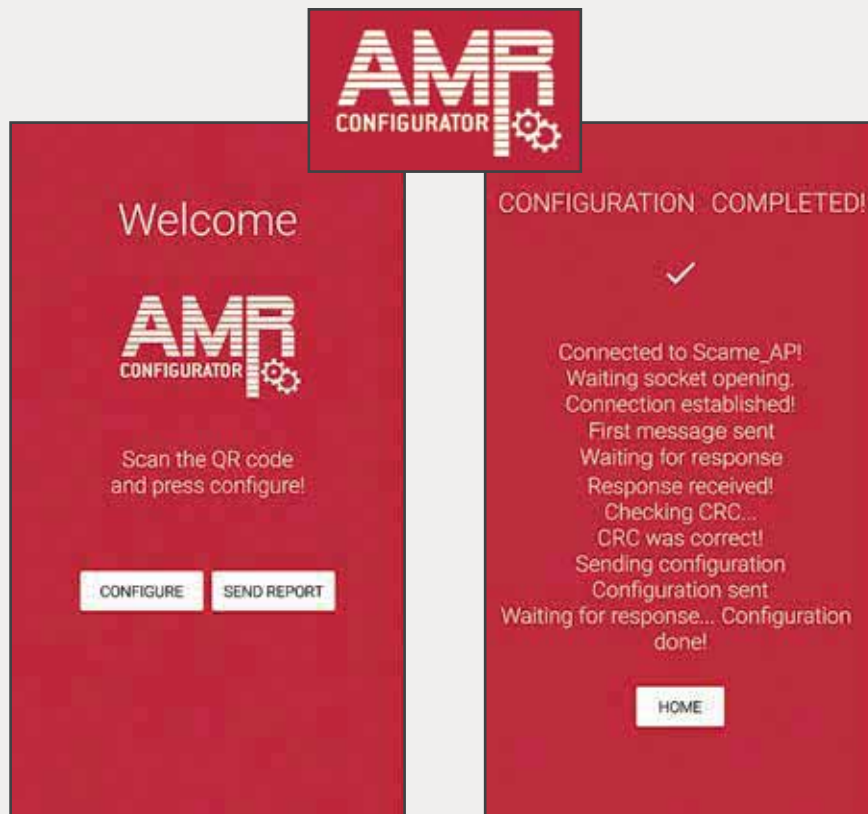 AMR
CONFIGURATOR
Welcome
AMR
CONFIGURATOR
Scan the QR code
and press configure!
CONFIGURE
SEND REPORT
CONFIGURATION COMPLETED!
Connected to Scame_AP!
Waiting socket opening.
Connection established!
First message sent
Waiting for response
Response received!
Checking CRC...
CRC was correct!
Sending configuration
Configuration sent
Waiting for response... Configuration
done!
HOME